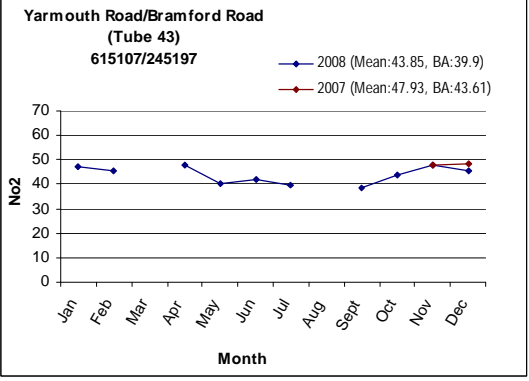 Yarmouth Road/Bramford Road
(Tube 43)
615107/245197
2008 (Mean:43.85, BA:39.9)
2007 (Mean:47.93, BA:43.61)
70
60
50
40
30
20
10
0
No2
Jan Feb Mar Apr May Jun Jul Aug Sept Oct Nov Dec
Month